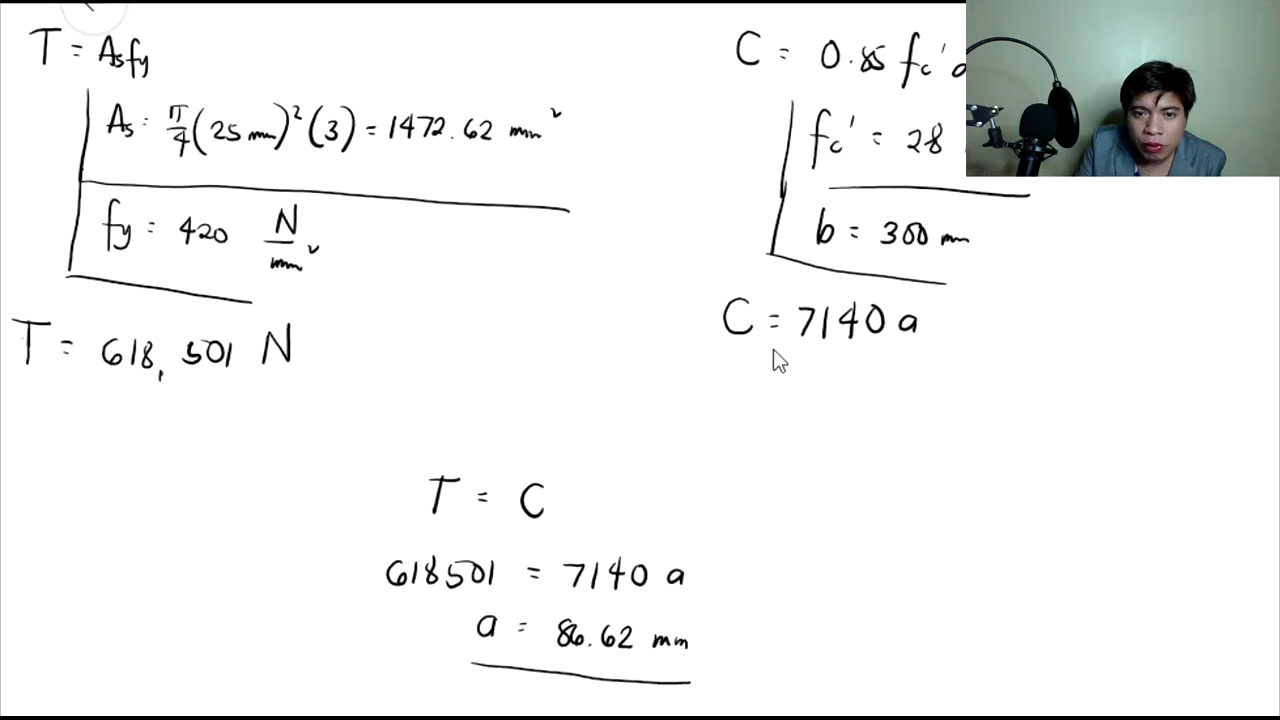 T = Asfy
As = π/4 (25 mm)² (3) = 1472.62 mm²
fy = 420 N/mm²
T = 618,501 N
C = 0.85 fc' a
fc' = 28
b = 300 mm
C = 7140 a
T = C
618501 = 7140 a
a = 86.62 mm